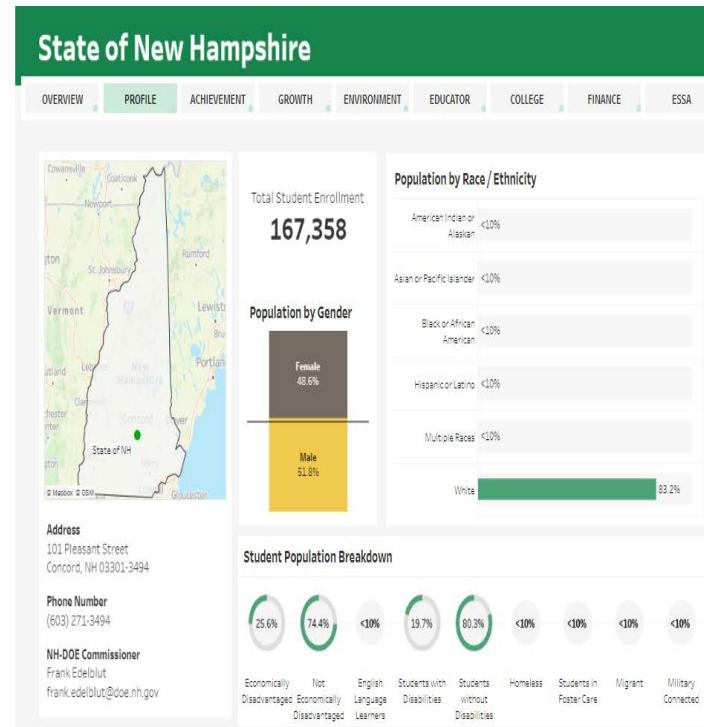 State of New Hampshire
OVERVIEW PROFILE ACHIEVEMENT GROWTH ENVIRONMENT EDUCATOR COLLEGE FINANCE ESSA
Cowansville
Coaticook
Newport
St. Johnsbury
Rumford
Vermont
New
Hampshire
Concord
State of NH
Gloucester
© Mapbox © OSM
Address
101 Pleasant Street
Concord, NH 03301-3494
Phone Number
(603) 271-3494
NH-DOE Commissioner
Frank Edelblut
frank.edelblut@doe.nh.gov
Total Student Enrollment
167,358
Population by Gender
Female
48.6%
Male
51.8%
Population by Race / Ethnicity
American Indian or
Alaskan
<10%
Asian or Pacific Islander <10%
Black or African
American
<10%
Hispanic or Latino <10%
Multiple Races <10%
White 83.2%
Student Population Breakdown
25.6% 74.4% <10% 19.7% 80.3% <10% <10% <10% <10%
Economically Not English Students with Students Homeless Students in Migrant Military
Disadvantaged Economically Language Disabilities without Foster Care Connected
Disadvantaged Learners Disabilities